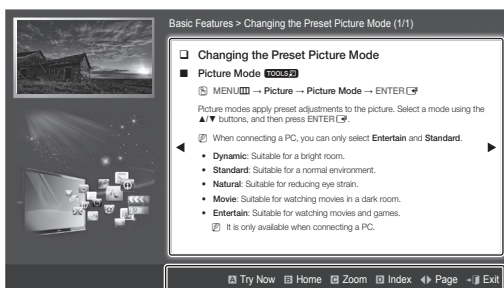 Basic Features > Changing the Preset Picture Mode (1/1)
❑ Changing the Preset Picture Mode
■ Picture Mode TOOLS
MENU → Picture → Picture Mode → ENTER
Picture modes apply preset adjustments to the picture. Select a mode using the
▲/▼ buttons, and then press ENTER.
When connecting a PC, you can only select Entertain and Standard.
• Dynamic: Suitable for a bright room.
• Standard: Suitable for a normal environment.
• Natural: Suitable for reducing eye strain.
• Movie: Suitable for watching movies in a dark room.
• Entertain: Suitable for watching movies and games.
It is only available when connecting a PC.
A Try Now B Home C Zoom D Index ◀▶ Page Exit